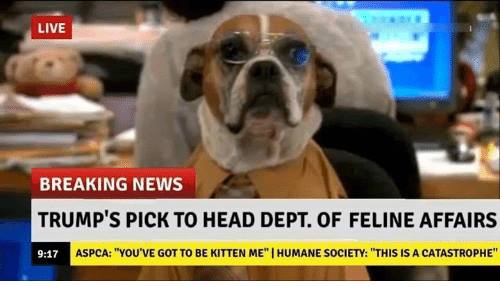 LIVE
BREAKING NEWS
TRUMP'S PICK TO HEAD DEPT. OF FELINE AFFAIRS
9:17 ASPCA: "YOU'VE GOT TO BE KITTEN ME" | HUMANE SOCIETY: "THIS IS A CATASTROPHE"